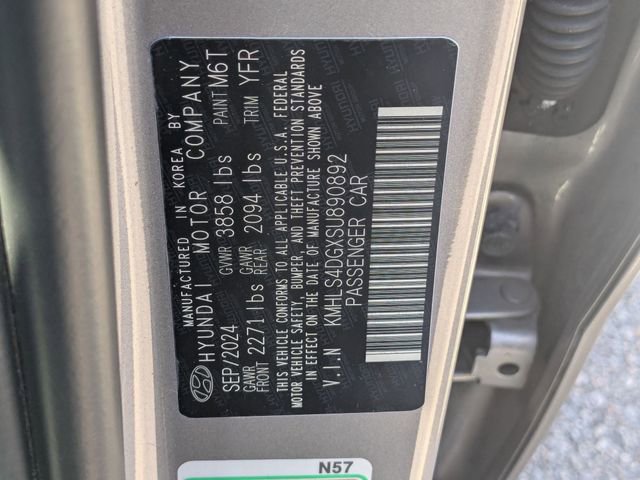 MANUFACTURED IN KOREA BY
HYUNDAI MOTOR COMPANY
SEP/2024 GVWR 3858 lbs PAINT M6T
GAWR FRONT 2271 lbs GAWR REAR: 2094 lbs TRIM YFR
THIS VEHICLE CONFORMS TO ALL APPLICABLE U.S.A. FEDERAL
MOTOR VEHICLE SAFETY, BUMPER, AND THEFT PREVENTION STANDARDS
IN EFFECT ON THE DATE OF MANUFACTURE SHOWN ABOVE
V.I.N KMHLS4DGXSU890892
PASSENGER CAR
N57